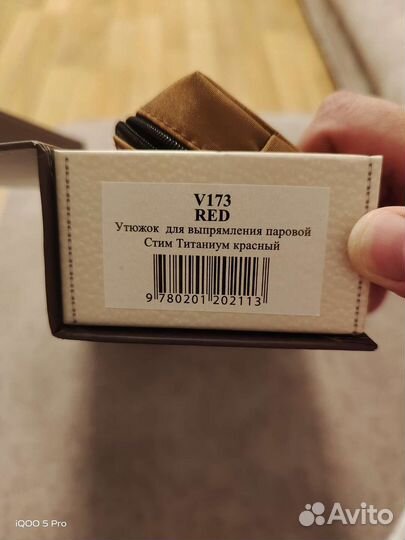 V173
RED
Утюжок для выпрямления паровой
Стим Титаниум красный
9 780201 202113
iQOO 5 Pro
Avito